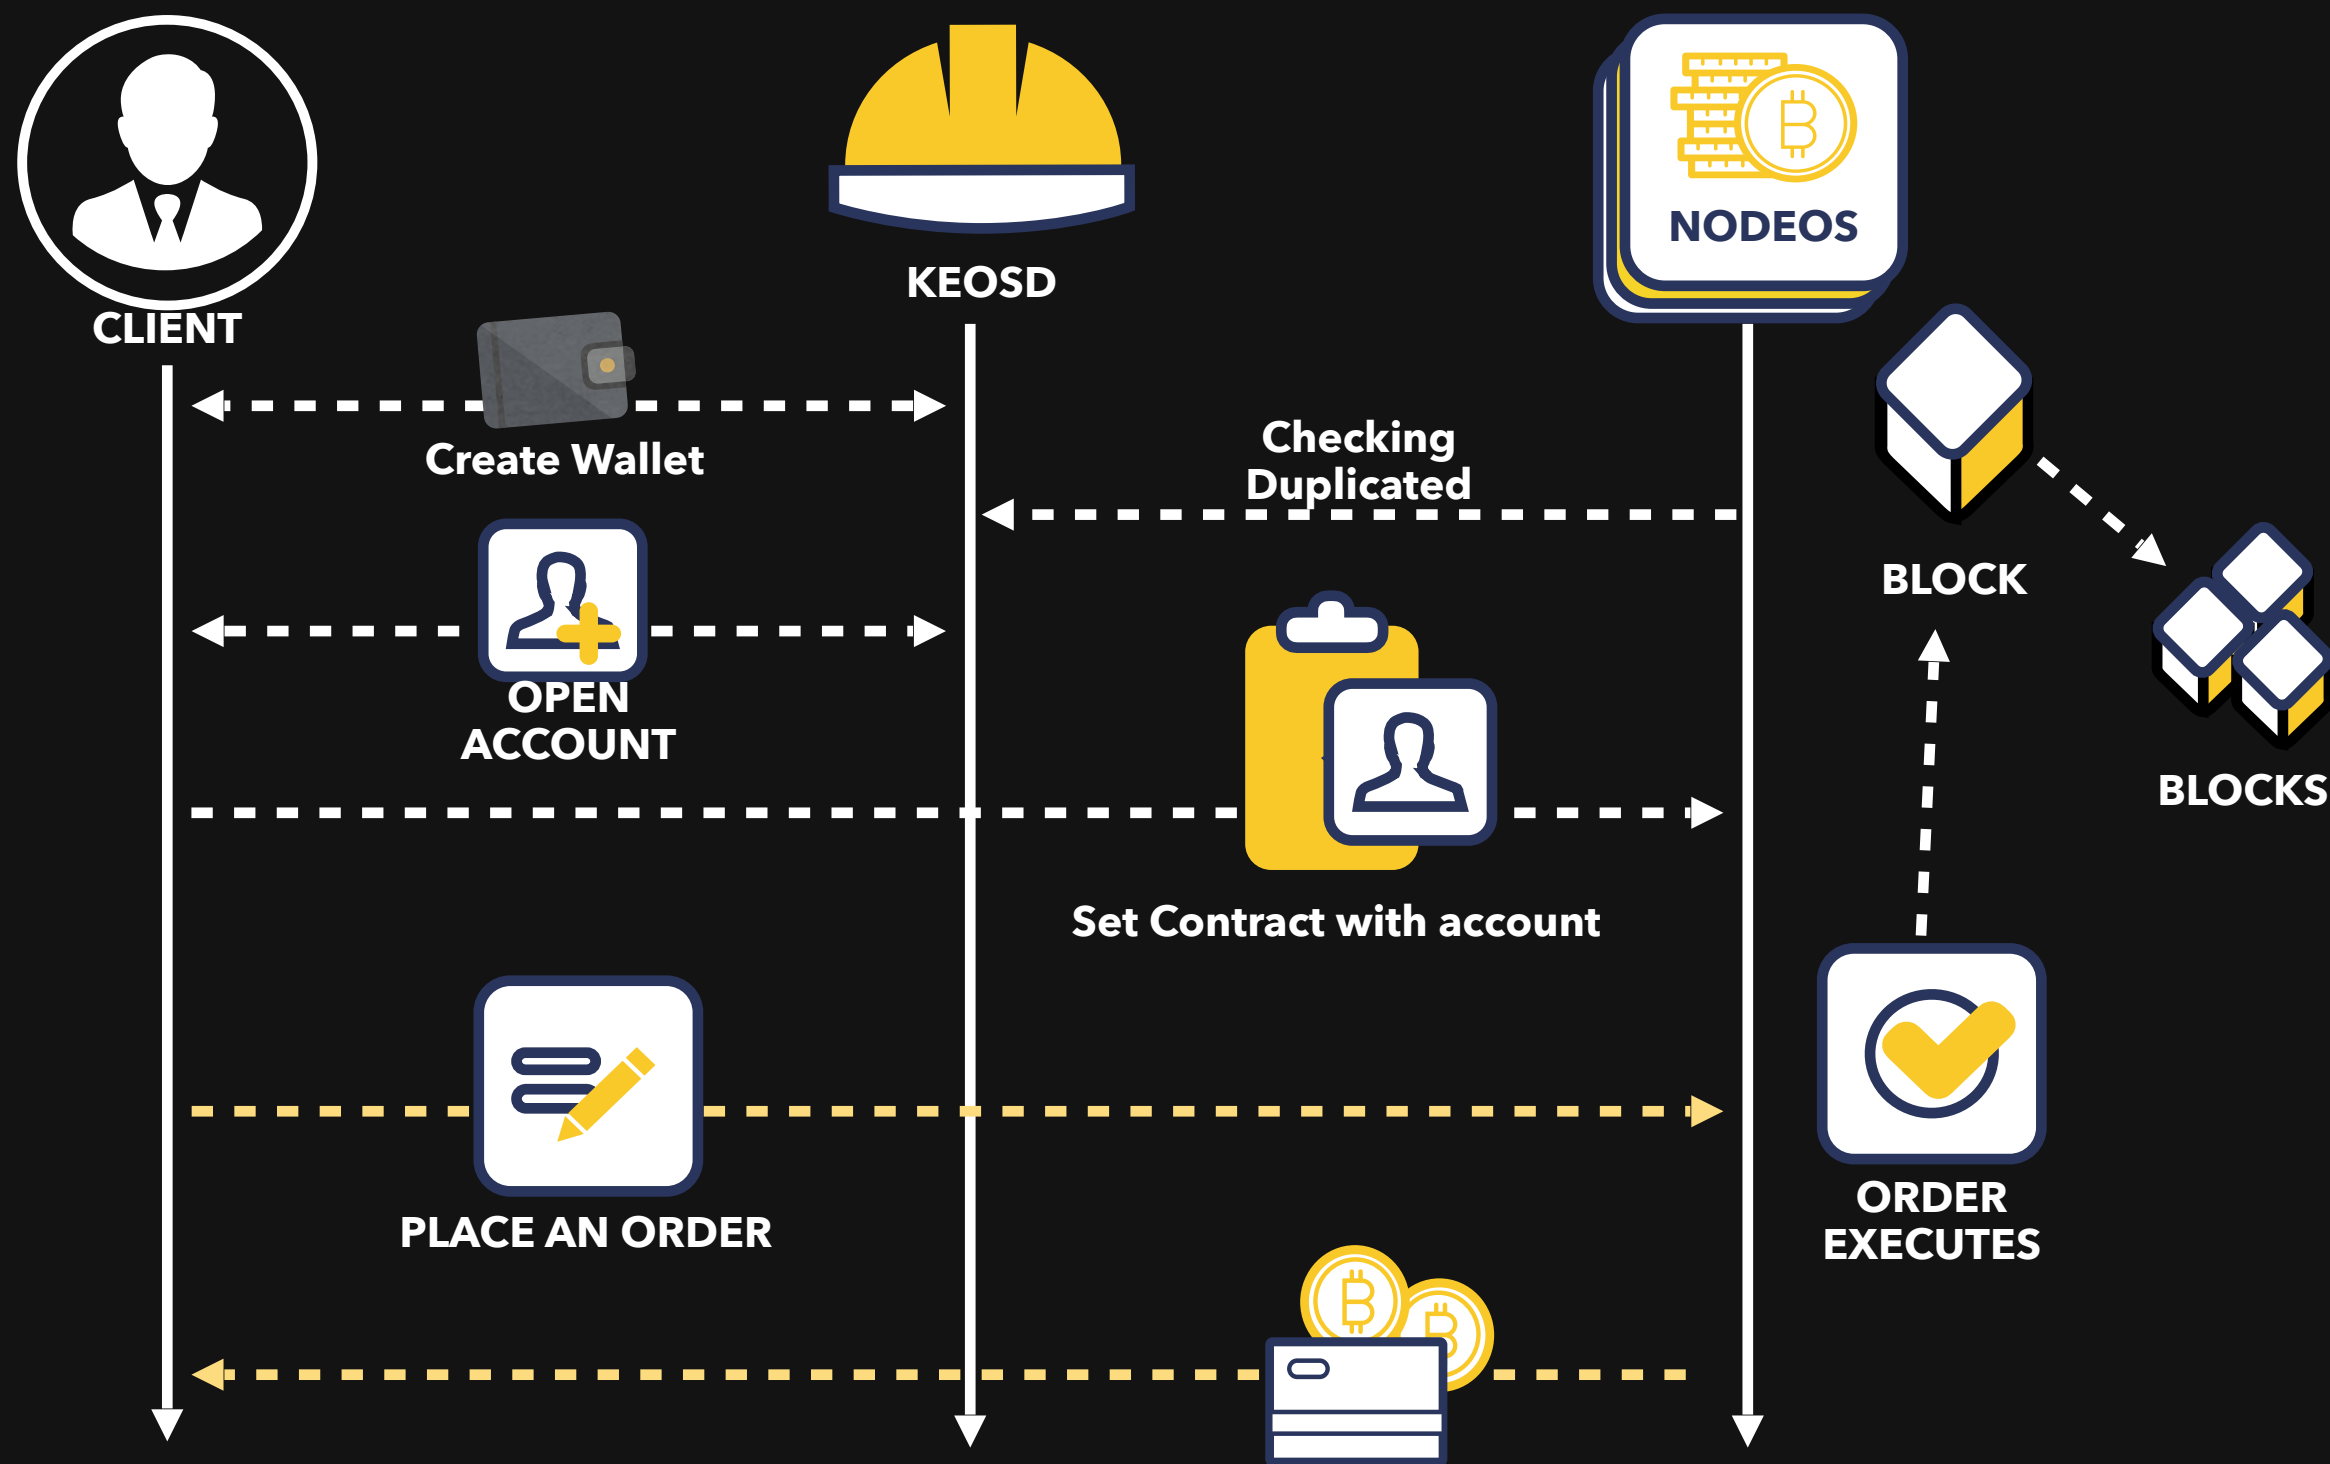 CLIENT
KEOSD
NODEOS
Create Wallet
Checking
Duplicated
OPEN
ACCOUNT
BLOCK
BLOCKS
Set Contract with account
PLACE AN ORDER
ORDER
EXECUTES